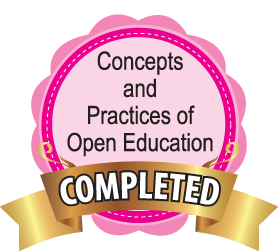 Concepts
and
Practices of
Open Education
COMPLETED